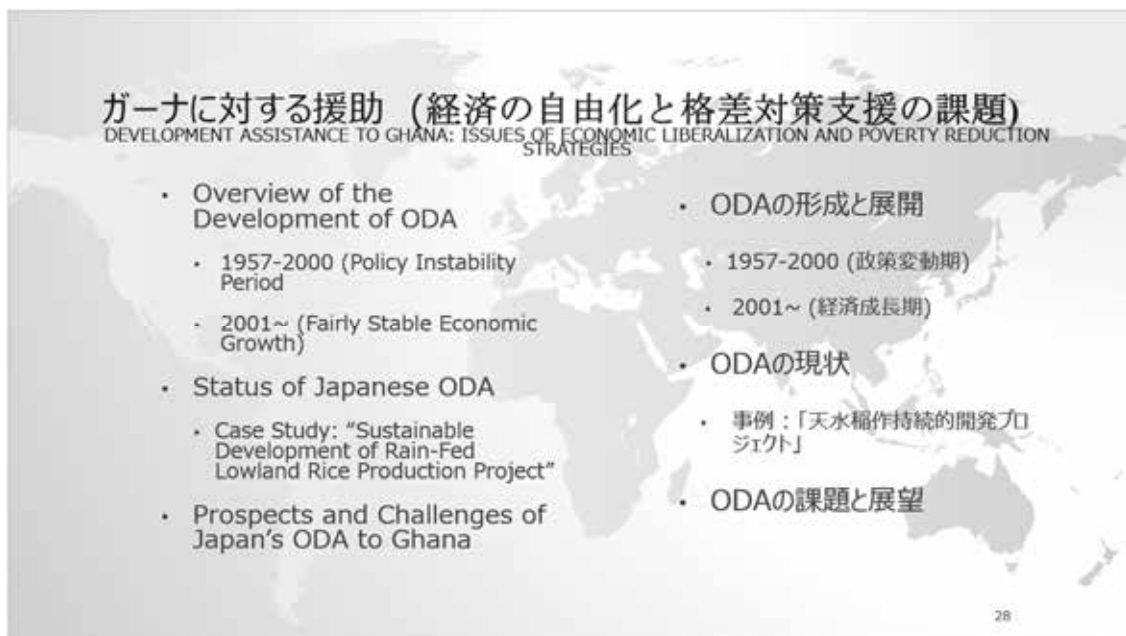 ガーナに対する援助 (経済の自由化と格差対策支援の課題)
DEVELOPMENT ASSISTANCE TO GHANA: ISSUES OF ECONOMIC LIBERALIZATION AND POVERTY REDUCTION
STRATEGIES
• Overview of the
Development of ODA
• 1957-2000 (Policy Instability
Period
• 2001~ (Fairly Stable Economic
Growth)
• Status of Japanese ODA
• Case Study: “Sustainable
Development of Rain-Fed
Lowland Rice Production Project”
• Prospects and Challenges of
Japan’s ODA to Ghana
• ODAの形成と展開
• 1957-2000 (政策変動期)
• 2001~ (経済成長期)
• ODAの現状
• 事例：「天水稲作持続的開発プロ
ジェクト」
• ODAの課題と展望
28